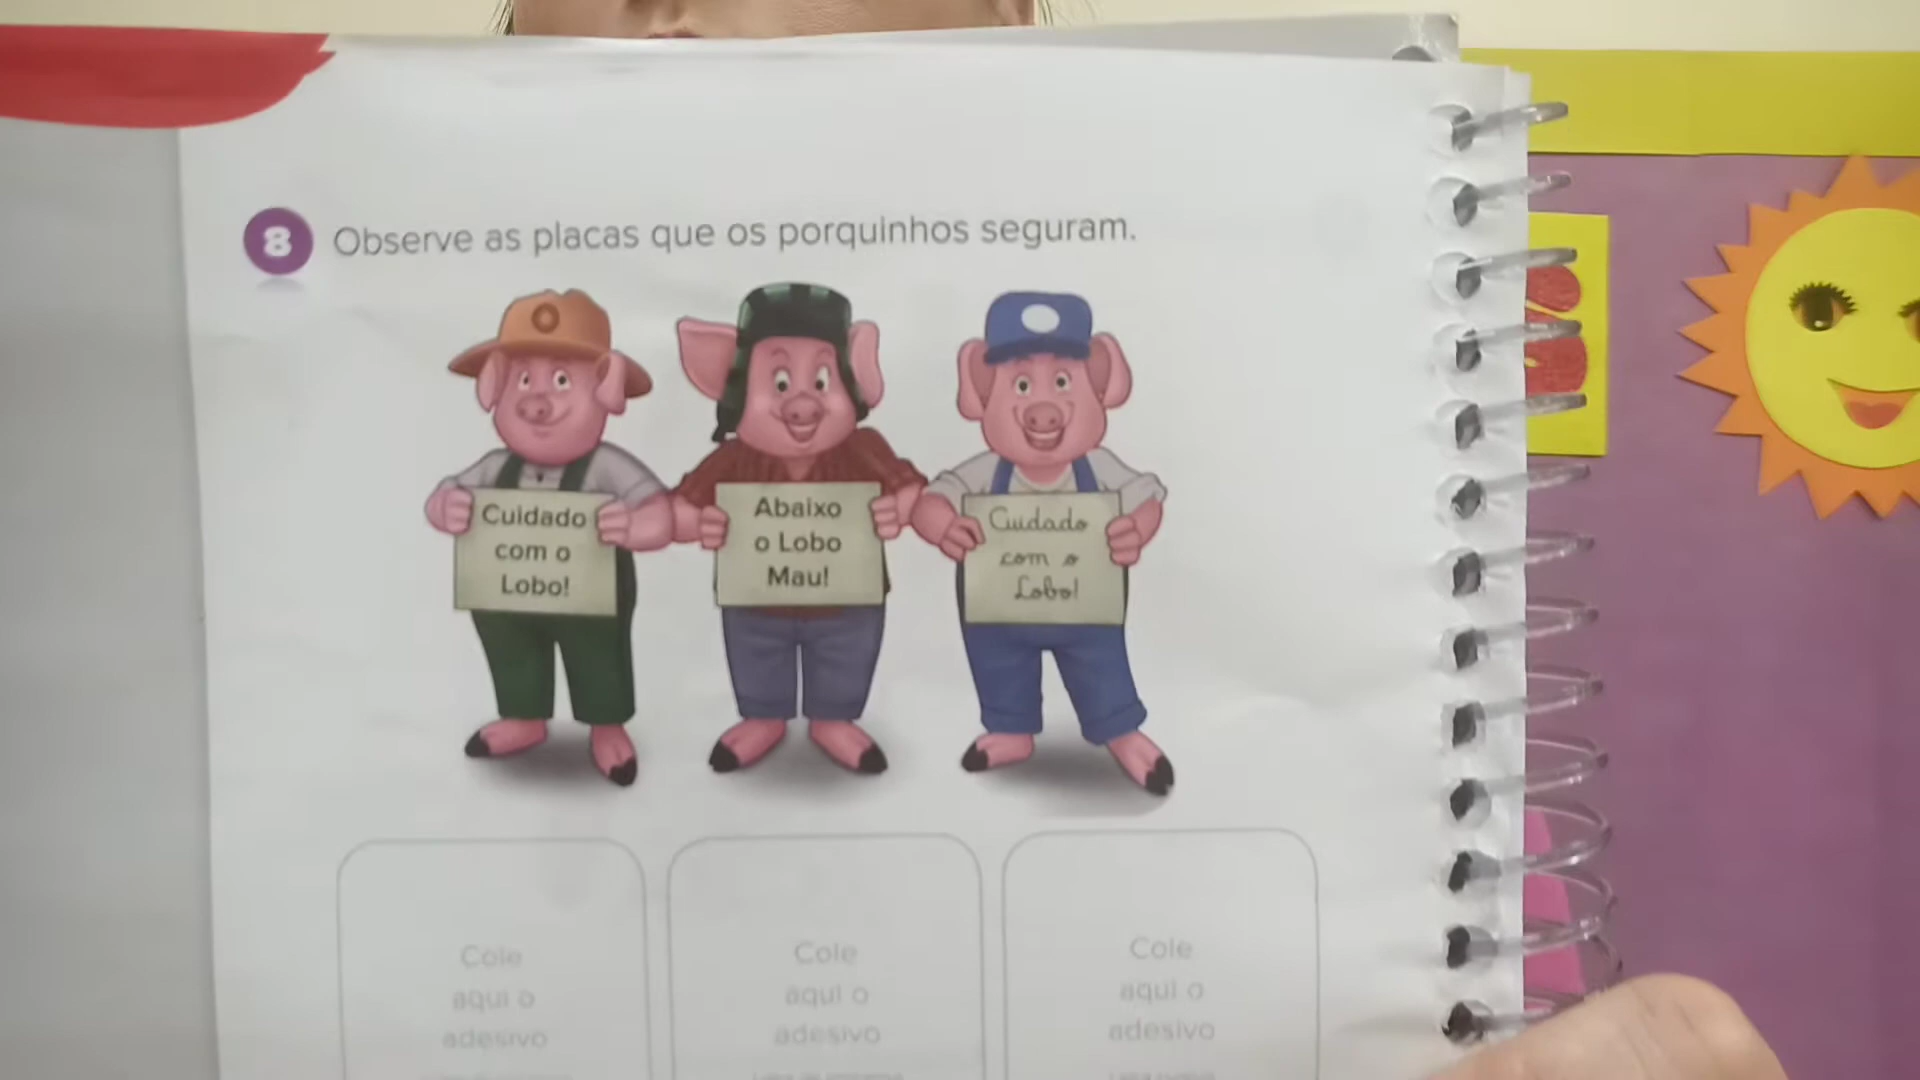 8 Observe as placas que os porquinhos seguram.
Cuidado
com o
Lobo!
Abaixo
o Lobo
Mau!
Cuidado
com o
Lobo!
Cole
aqui o
adesivo
Cole
aqui o
adesivo
Cole
aqui o
adesivo